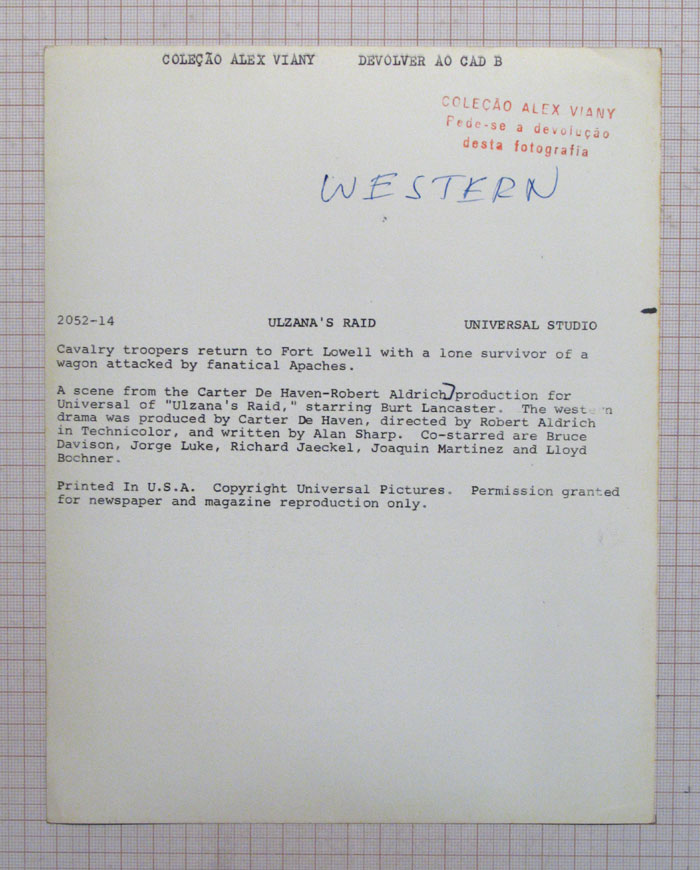 COLEÇÃO ALEX VIANY DEVOLVER AO CAD B
COLEÇÃO ALEX VIANY
Pede-se a devolução
desta fotografia
WESTERN
2052-14 ULZANA'S RAID UNIVERSAL STUDIO
Cavalry troopers return to Fort Lowell with a lone survivor of a
wagon attacked by fanatical Apaches.
A scene from the Carter De Haven-Robert Aldrich production for
Universal of "Ulzana's Raid," starring Burt Lancaster. The western
drama was produced by Carter De Haven, directed by Robert Aldrich
in Technicolor, and written by Alan Sharp. Co-starred are Bruce
Davison, Jorge Luke, Richard Jaeckel, Joaquin Martinez and Lloyd
Bochner.
Printed In U.S.A. Copyright Universal Pictures. Permission granted
for newspaper and magazine reproduction only.